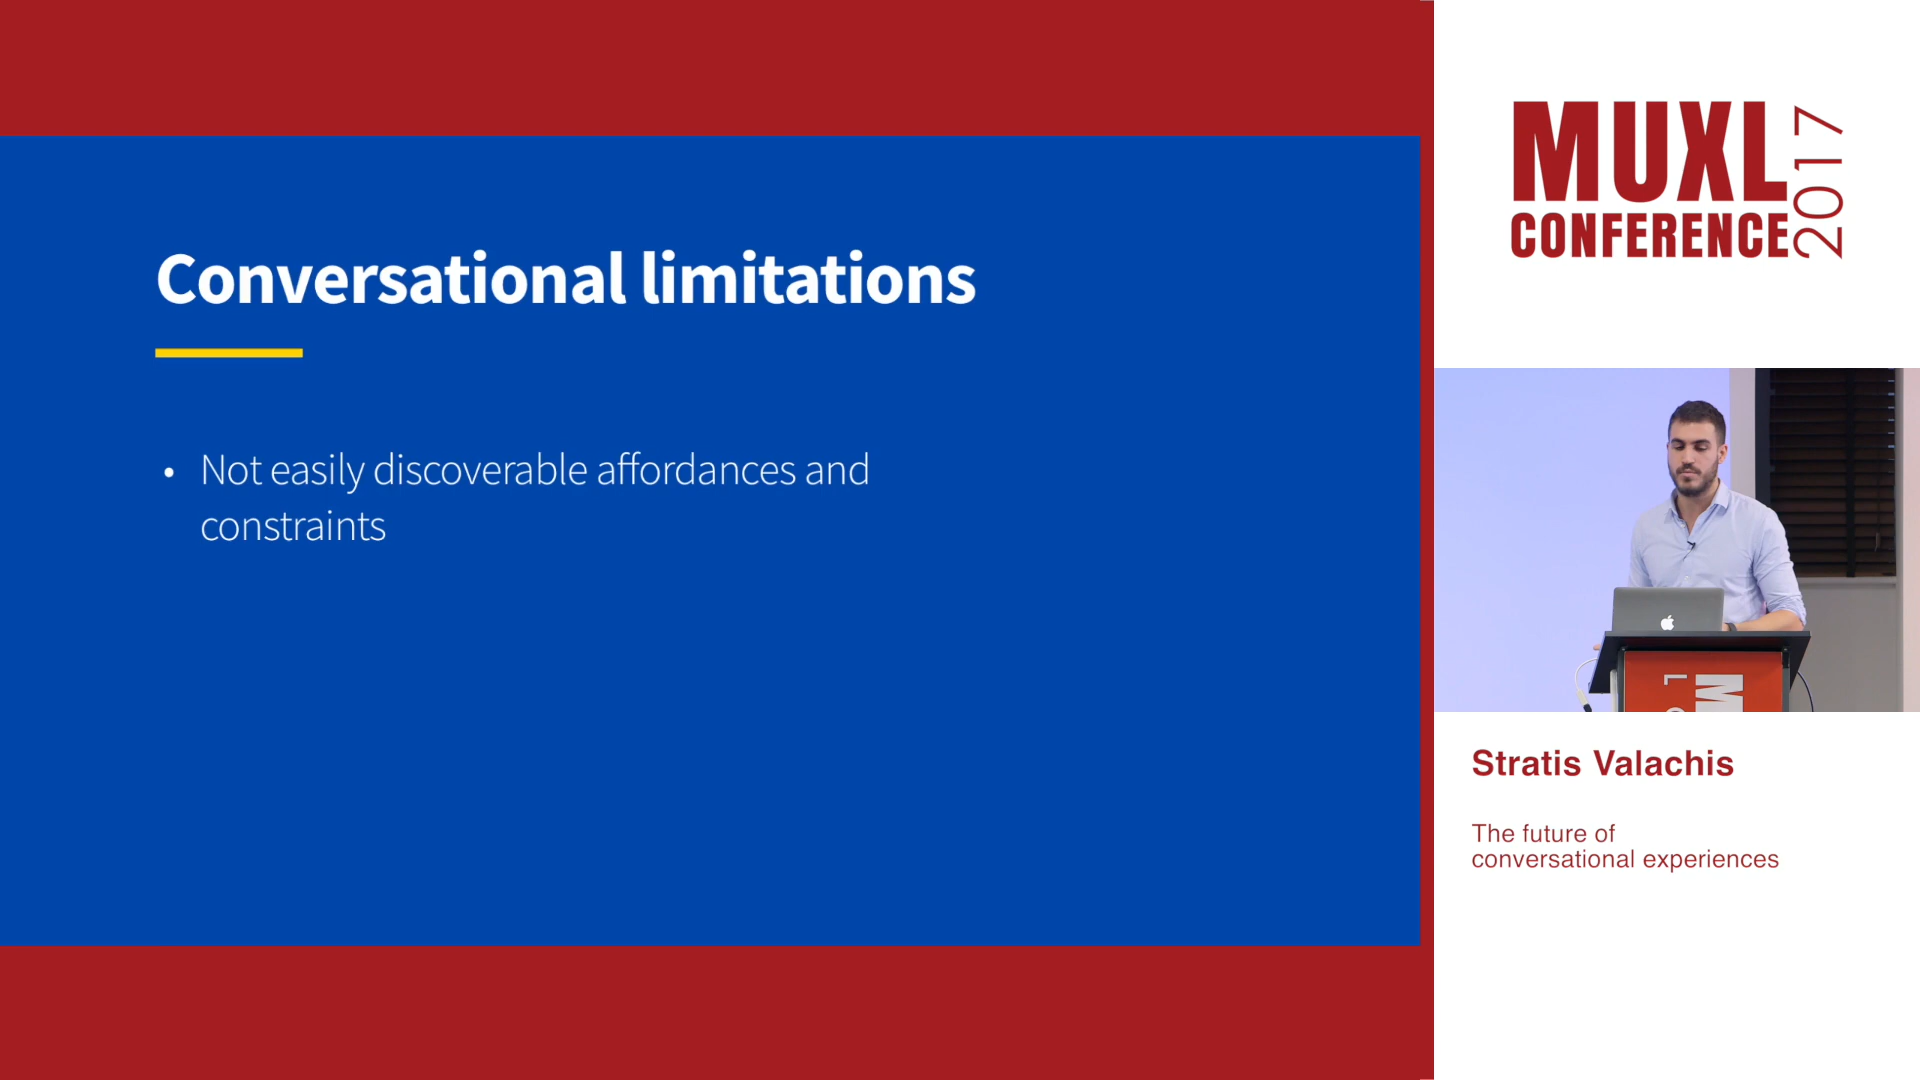 Conversational limitations
• Not easily discoverable affordances and
constraints
MUXL
CONFERENCE
2017
M
L
Stratis Valachis
The future of
conversational experiences